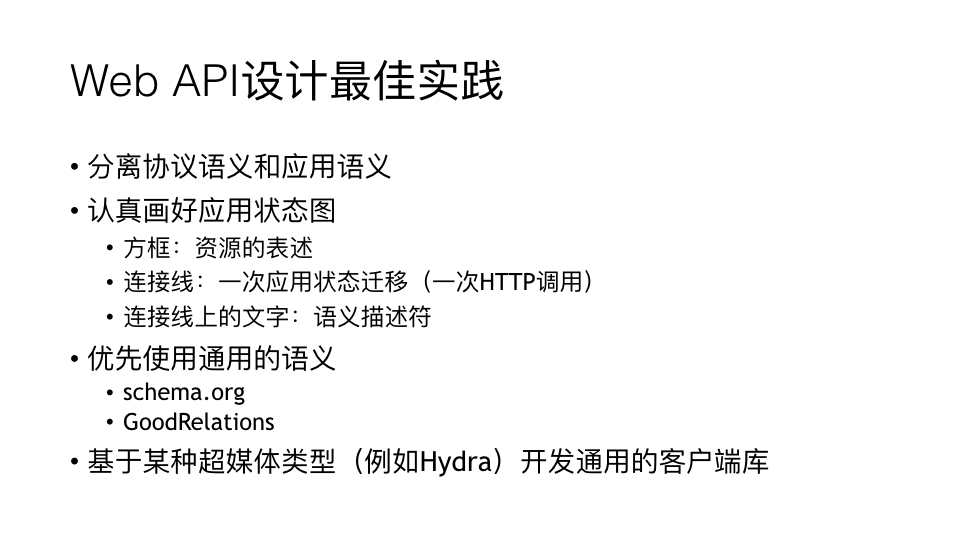 Web API设计最佳实践
• 分离协议语义和应用语义
• 认真画好应用状态图
• 方框：资源的表述
• 连接线：一次应用状态迁移（一次HTTP调用）
• 连接线上的文字：语义描述符
• 优先使用通用的语义
• schema.org
• GoodRelations
• 基于某种超媒体类型（例如Hydra）开发通用的客户端库